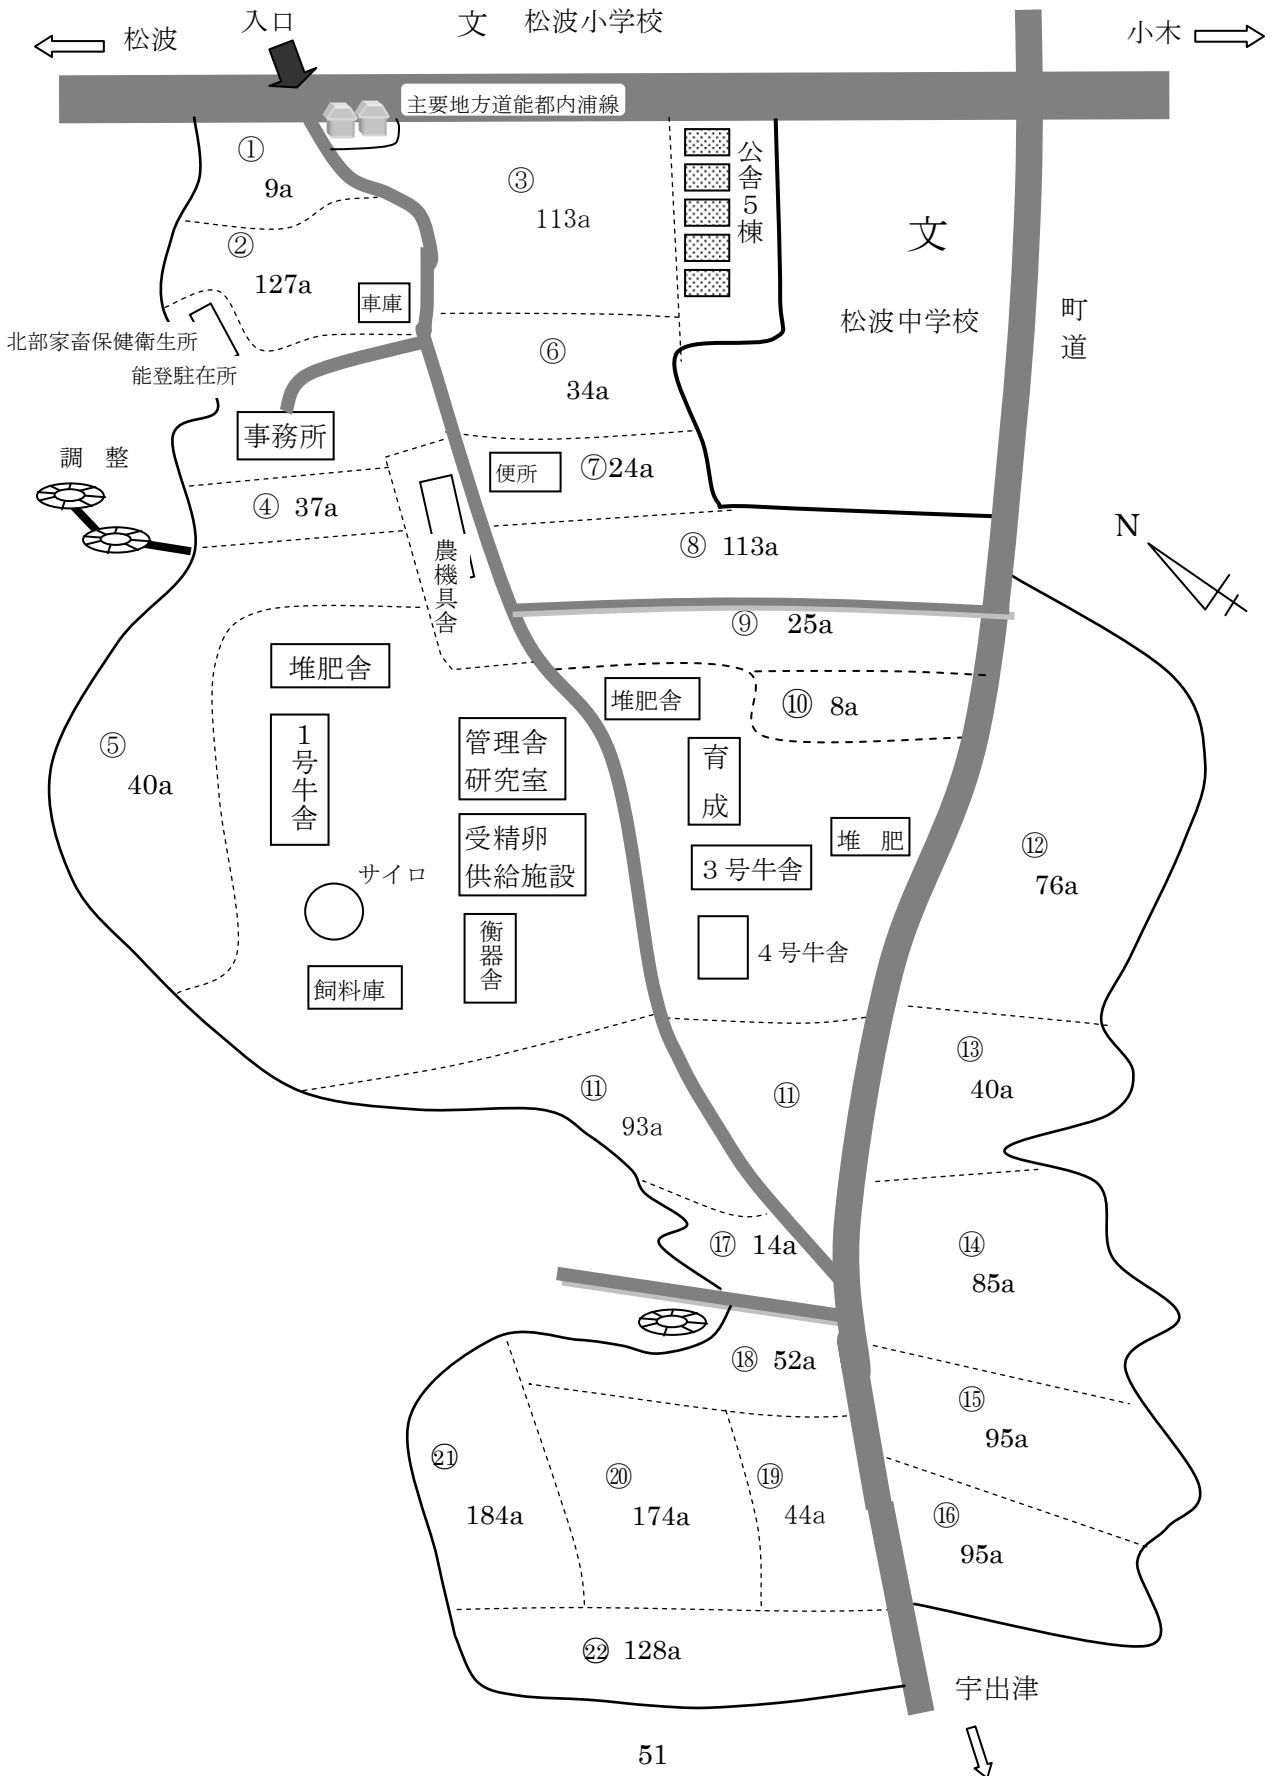 入口
文 松波小学校
松波
小木
主要地方道能都内浦線
①
9a
③
113a
公舎5棟
文
松波中学校
町道
②
127a
車庫
北部家畜保健衛生所
能登駐在所
⑥
34a
事務所
調 整
便所
⑦24a
④ 37a
農機具舎
⑧ 113a
N
⑨ 25a
堆肥舎
堆肥舎
⑩ 8a
⑤
40a
1号牛舎
管理舎
研究室
育成
受精卵
供給施設
堆 肥
3号牛舎
⑫
76a
サイロ
衡器舎
4号牛舎
飼料庫
⑬
40a
⑪
93a
⑪
⑰ 14a
⑭
85a
⑱ 52a
⑮
95a
㉑
184a
⑳
174a
⑲
44a
⑯
95a
㉒ 128a
宇出津
51